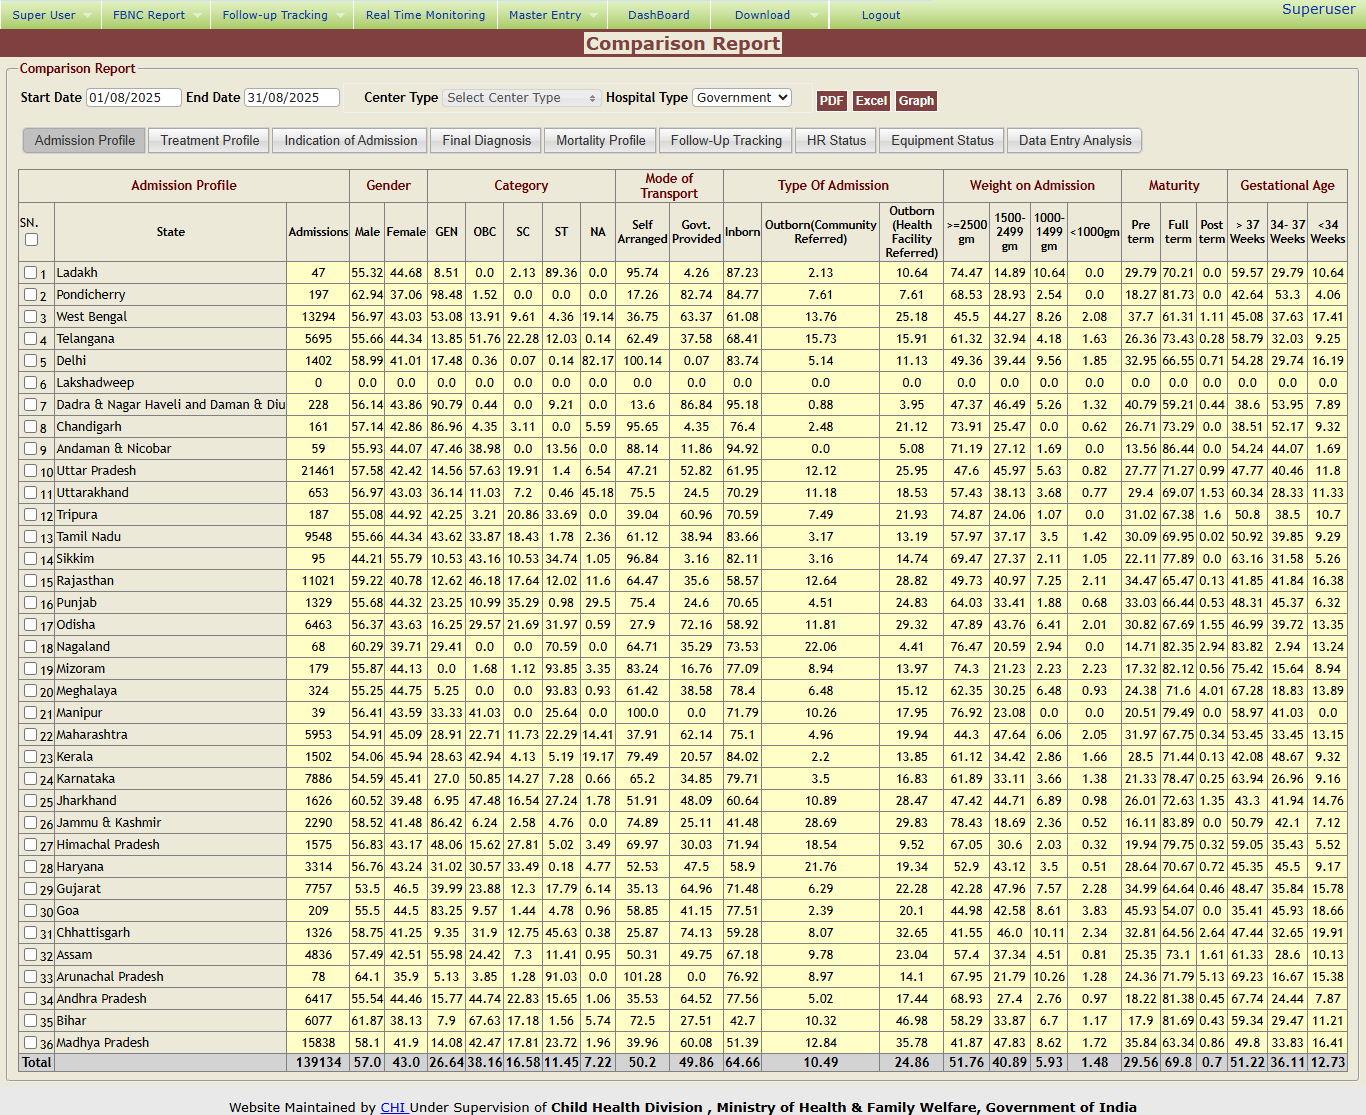 Super User FBNC Report Follow-up Tracking Real Time Monitoring Master Entry DashBoard Download Logout Superuser
Comparison Report
Comparison Report
Start Date 01/08/2025 End Date 31/08/2025 Center Type Select Center Type Hospital Type Government PDF Excel Graph
Admission Profile Treatment Profile Indication of Admission Final Diagnosis Mortality Profile Follow-Up Tracking HR Status Equipment Status Data Entry Analysis
Admission Profile Gender Category Mode of Transport Type Of Admission Weight on Admission Maturity Gestational Age
SN. State Admissions Male Female GEN OBC SC ST NA Self Arranged Govt. Provided Inborn Outborn(Community Referred) Outborn (Health Facility Referred) >=2500 gm 1500-2499 gm 1000-1499 gm <1000gm Pre term Full term Post term > 37 Weeks 34- 37 Weeks <34 Weeks
1 Ladakh 47 55.32 44.68 8.51 0.0 2.13 89.36 0.0 95.74 4.26 87.23 2.13 10.64 74.47 14.89 10.64 0.0 29.79 70.21 0.0 59.57 29.79 10.64
2 Pondicherry 197 62.94 37.06 98.48 1.52 0.0 0.0 0.0 17.26 82.74 84.77 7.61 7.61 68.53 28.93 2.54 0.0 18.27 81.73 0.0 42.64 53.3 4.06
3 West Bengal 13294 56.97 43.03 53.08 13.91 9.61 4.36 19.14 36.75 63.37 61.08 13.76 25.18 45.5 44.27 8.26 2.08 37.7 61.31 1.11 45.08 37.63 17.41
4 Telangana 5695 55.66 44.34 13.85 51.76 22.28 12.03 0.14 62.49 37.58 68.41 15.73 15.91 61.32 32.94 4.18 1.63 26.36 73.43 0.28 58.79 32.03 9.25
5 Delhi 1402 58.99 41.01 17.48 0.36 0.07 0.14 82.17 100.14 0.07 83.74 5.14 11.13 49.36 39.44 9.56 1.85 32.95 66.55 0.71 54.28 29.74 16.19
6 Lakshadweep 0 0.0 0.0 0.0 0.0 0.0 0.0 0.0 0.0 0.0 0.0 0.0 0.0 0.0 0.0 0.0 0.0 0.0 0.0 0.0 0.0 0.0 0.0
7 Dadra & Nagar Haveli and Daman & Diu 228 56.14 43.86 90.79 0.44 0.0 9.21 0.0 13.6 86.84 95.18 0.88 3.95 47.37 46.49 5.26 1.32 40.79 59.21 0.44 38.6 53.95 7.89
8 Chandigarh 161 57.14 42.86 86.96 4.35 3.11 0.0 5.59 95.65 4.35 76.4 2.48 21.12 73.91 25.47 0.0 0.62 26.71 73.29 0.0 38.51 52.17 9.32
9 Andaman & Nicobar 59 55.93 44.07 47.46 38.98 0.0 13.56 0.0 88.14 11.86 94.92 0.0 5.08 71.19 27.12 1.69 0.0 13.56 86.44 0.0 54.24 44.07 1.69
10 Uttar Pradesh 21461 57.58 42.42 14.56 57.63 19.91 1.4 6.54 47.21 52.82 61.95 12.12 25.95 47.6 45.97 5.63 0.82 27.77 71.27 0.99 47.77 40.46 11.8
11 Uttarakhand 653 56.97 43.03 36.14 11.03 7.2 0.46 45.18 75.5 24.5 70.29 11.18 18.53 57.43 38.13 3.68 0.77 29.4 69.07 1.53 60.34 28.33 11.33
12 Tripura 187 55.08 44.92 42.25 3.21 20.86 33.69 0.0 39.04 60.96 70.59 7.49 21.93 74.87 24.06 1.07 0.0 31.02 67.38 1.6 50.8 38.5 10.7
13 Tamil Nadu 9548 55.66 44.34 43.62 33.87 18.43 1.78 2.36 61.12 38.94 83.66 3.17 13.19 57.97 37.17 3.5 1.42 30.09 69.95 0.02 50.92 39.85 9.29
14 Sikkim 95 44.21 55.79 10.53 43.16 10.53 34.74 1.05 96.84 3.16 82.11 3.16 14.74 69.47 27.37 2.11 1.05 22.11 77.89 0.0 63.16 31.58 5.26
15 Rajasthan 11021 59.22 40.78 12.62 46.18 17.64 12.02 11.6 64.47 35.6 58.57 12.64 28.82 49.73 40.97 7.25 2.11 34.47 65.47 0.13 41.85 41.84 16.38
16 Punjab 1329 55.68 44.32 23.25 10.99 35.29 0.98 29.5 75.4 24.6 70.65 4.51 24.83 64.03 33.41 1.88 0.68 33.03 66.44 0.53 48.31 45.37 6.32
17 Odisha 6463 56.37 43.63 16.25 29.57 21.69 31.97 0.59 27.9 72.16 58.92 11.81 29.32 47.89 43.76 6.41 2.01 30.82 67.69 1.55 46.99 39.72 13.35
18 Nagaland 68 60.29 39.71 29.41 0.0 0.0 70.59 0.0 64.71 35.29 73.53 22.06 4.41 76.47 20.59 2.94 0.0 14.71 82.35 2.94 83.82 2.94 13.24
19 Mizoram 179 55.87 44.13 0.0 1.68 1.12 93.85 3.35 83.24 16.76 77.09 8.94 13.97 74.3 21.23 2.23 2.23 17.32 82.12 0.56 75.42 15.64 8.94
20 Meghalaya 324 55.25 44.75 5.25 0.0 0.0 93.83 0.93 61.42 38.58 78.4 6.48 15.12 62.35 30.25 6.48 0.93 24.38 71.6 4.01 67.28 18.83 13.89
21 Manipur 39 56.41 43.59 33.33 41.03 0.0 25.64 0.0 100.0 0.0 71.79 10.26 17.95 76.92 23.08 0.0 0.0 20.51 79.49 0.0 58.97 41.03 0.0
22 Maharashtra 5953 54.91 45.09 28.91 22.71 11.73 22.29 14.41 37.91 62.14 75.1 4.96 19.94 44.3 47.64 6.06 2.05 31.97 67.75 0.34 53.45 33.45 13.15
23 Kerala 1502 54.06 45.94 28.63 42.94 4.13 5.19 19.17 79.49 20.57 84.02 2.2 13.85 61.12 34.42 2.86 1.66 28.5 71.44 0.13 42.08 48.67 9.32
24 Karnataka 7886 54.59 45.41 27.0 50.85 14.27 7.28 0.66 65.2 34.85 79.71 3.5 16.83 61.89 33.11 3.66 1.38 21.33 78.47 0.25 63.94 26.96 9.16
25 Jharkhand 1626 60.52 39.48 6.95 47.48 16.54 27.24 1.78 51.91 48.09 60.64 10.89 28.47 47.42 44.71 6.89 0.98 26.01 72.63 1.35 43.3 41.94 14.76
26 Jammu & Kashmir 2290 58.52 41.48 86.42 6.24 2.58 4.76 0.0 74.89 25.11 41.48 28.69 29.83 78.43 18.69 2.36 0.52 16.11 83.89 0.0 50.79 42.1 7.12
27 Himachal Pradesh 1575 56.83 43.17 48.06 15.62 27.81 5.02 3.49 69.97 30.03 71.94 18.54 9.52 67.05 30.6 2.03 0.32 19.94 79.75 0.32 59.05 35.43 5.52
28 Haryana 3314 56.76 43.24 31.02 30.57 33.49 0.18 4.77 52.53 47.5 58.9 21.76 19.34 52.9 43.12 3.5 0.51 28.64 70.67 0.72 45.35 45.5 9.17
29 Gujarat 7757 53.5 46.5 39.99 23.88 12.3 17.79 6.14 35.13 64.96 71.48 6.29 22.28 42.28 47.96 7.57 2.28 34.99 64.64 0.46 48.47 35.84 15.78
30 Goa 209 55.5 44.5 83.25 9.57 1.44 4.78 0.96 58.85 41.15 77.51 2.39 20.1 44.98 42.58 8.61 3.83 45.93 54.07 0.0 35.41 45.93 18.66
31 Chhattisgarh 1326 58.75 41.25 9.35 31.9 12.75 45.63 0.38 25.87 74.13 59.28 8.07 32.65 41.55 46.0 10.11 2.34 32.81 64.56 2.64 47.44 32.65 19.91
32 Assam 4836 57.49 42.51 55.98 24.42 7.3 11.41 0.95 50.31 49.75 67.18 9.78 23.04 57.4 37.34 4.51 0.81 25.35 73.1 1.61 61.33 28.6 10.13
33 Arunachal Pradesh 78 64.1 35.9 5.13 3.85 1.28 91.03 0.0 101.28 0.0 76.92 8.97 14.1 67.95 21.79 10.26 1.28 24.36 71.79 5.13 69.23 16.67 15.38
34 Andhra Pradesh 6417 55.54 44.46 15.77 44.74 22.83 15.65 1.06 35.53 64.52 77.56 5.02 17.44 68.93 27.4 2.76 0.97 18.22 81.38 0.45 67.74 24.44 7.87
35 Bihar 6077 61.87 38.13 7.9 67.63 17.18 1.56 5.74 72.5 27.51 42.7 10.32 46.98 58.29 33.87 6.7 1.17 17.9 81.69 0.43 59.34 29.47 11.21
36 Madhya Pradesh 15838 58.1 41.9 14.08 42.47 17.81 23.72 1.96 39.96 60.08 51.39 12.84 35.78 41.87 47.83 8.62 1.72 35.84 63.34 0.86 49.8 33.83 16.41
Total 139134 57.0 43.0 26.64 38.16 16.58 11.45 7.22 50.2 49.86 64.66 10.49 24.86 51.76 40.89 5.93 1.48 29.56 69.8 0.7 51.22 36.11 12.73
Website Maintained by CHI Under Supervision of Child Health Division , Ministry of Health & Family Welfare, Government of India